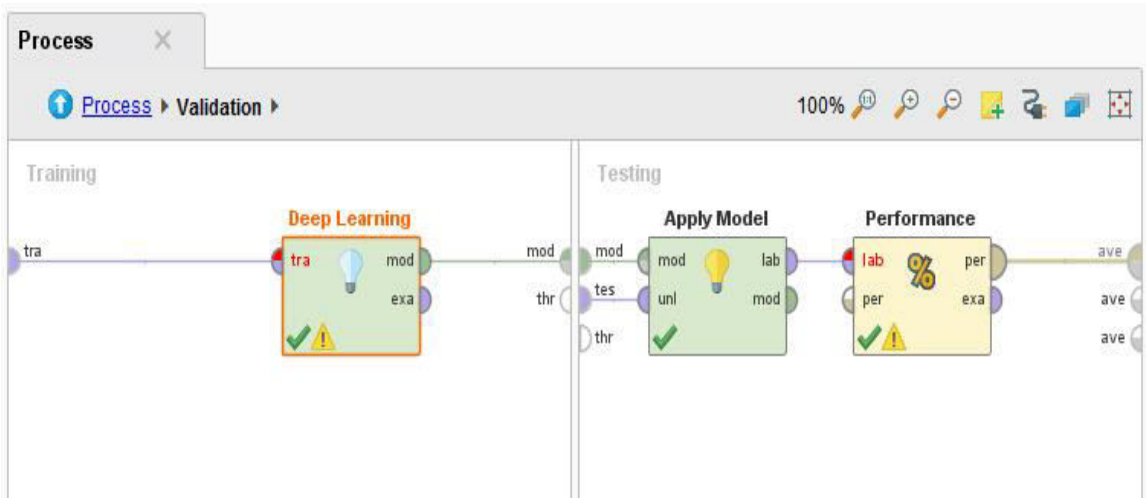 Process
Process Validation
100%
Training
Testing
Deep Learning
Apply Model
Performance
tra
tra
mod
exa
mod
thr
mod
tes
thr
mod
unl
lab
mod
lab
per
per
exa
ave
ave
ave